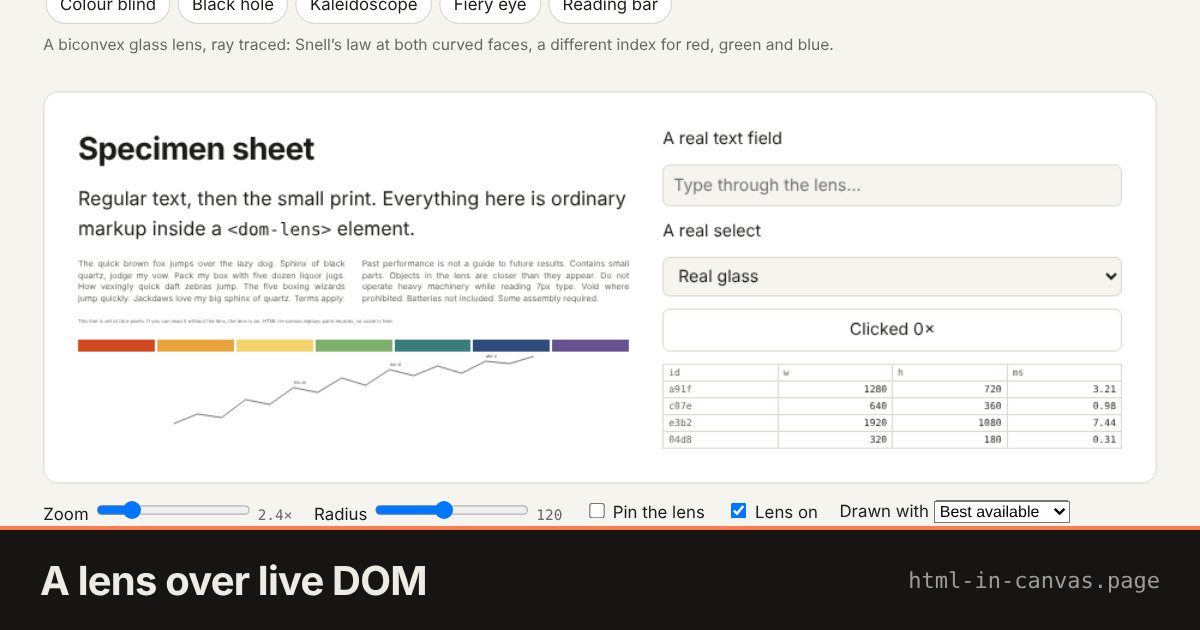 Colour blind
Black hole
Kaleidoscope
Fiery eye
Reading bar
A biconvex glass lens, ray traced: Snell’s law at both curved faces, a different index for red, green and blue.
Specimen sheet
Regular text, then the small print. Everything here is ordinary
markup inside a <dom-lens> element.
The quick brown fox jumps over the lazy dog. Sphinx of black
quartz, judge my vow. Pack my box with five dozen liquor jugs.
How vexingly quick daft zebras jump. The five boxing wizards
jump quickly. Jackdaws love my big sphinx of quartz. Terms apply.
Past performance is not a guide to future results. Contains small
parts. Objects in the lens are closer than they appear. Do not
operate heavy machinery while reading 7px type. Void where
prohibited. Batteries not included. Some assembly required.
A real text field
Type through the lens...
A real select
Real glass
Clicked 0×
id w h ms
a91f 1280 720 3.21
c07e 640 360 0.98
e3b2 1920 1080 7.44
04d8 320 180 0.31
Zoom 2.4× Radius 120 Pin the lens Lens on Drawn with Best available
A lens over live DOM
html-in-canvas.page